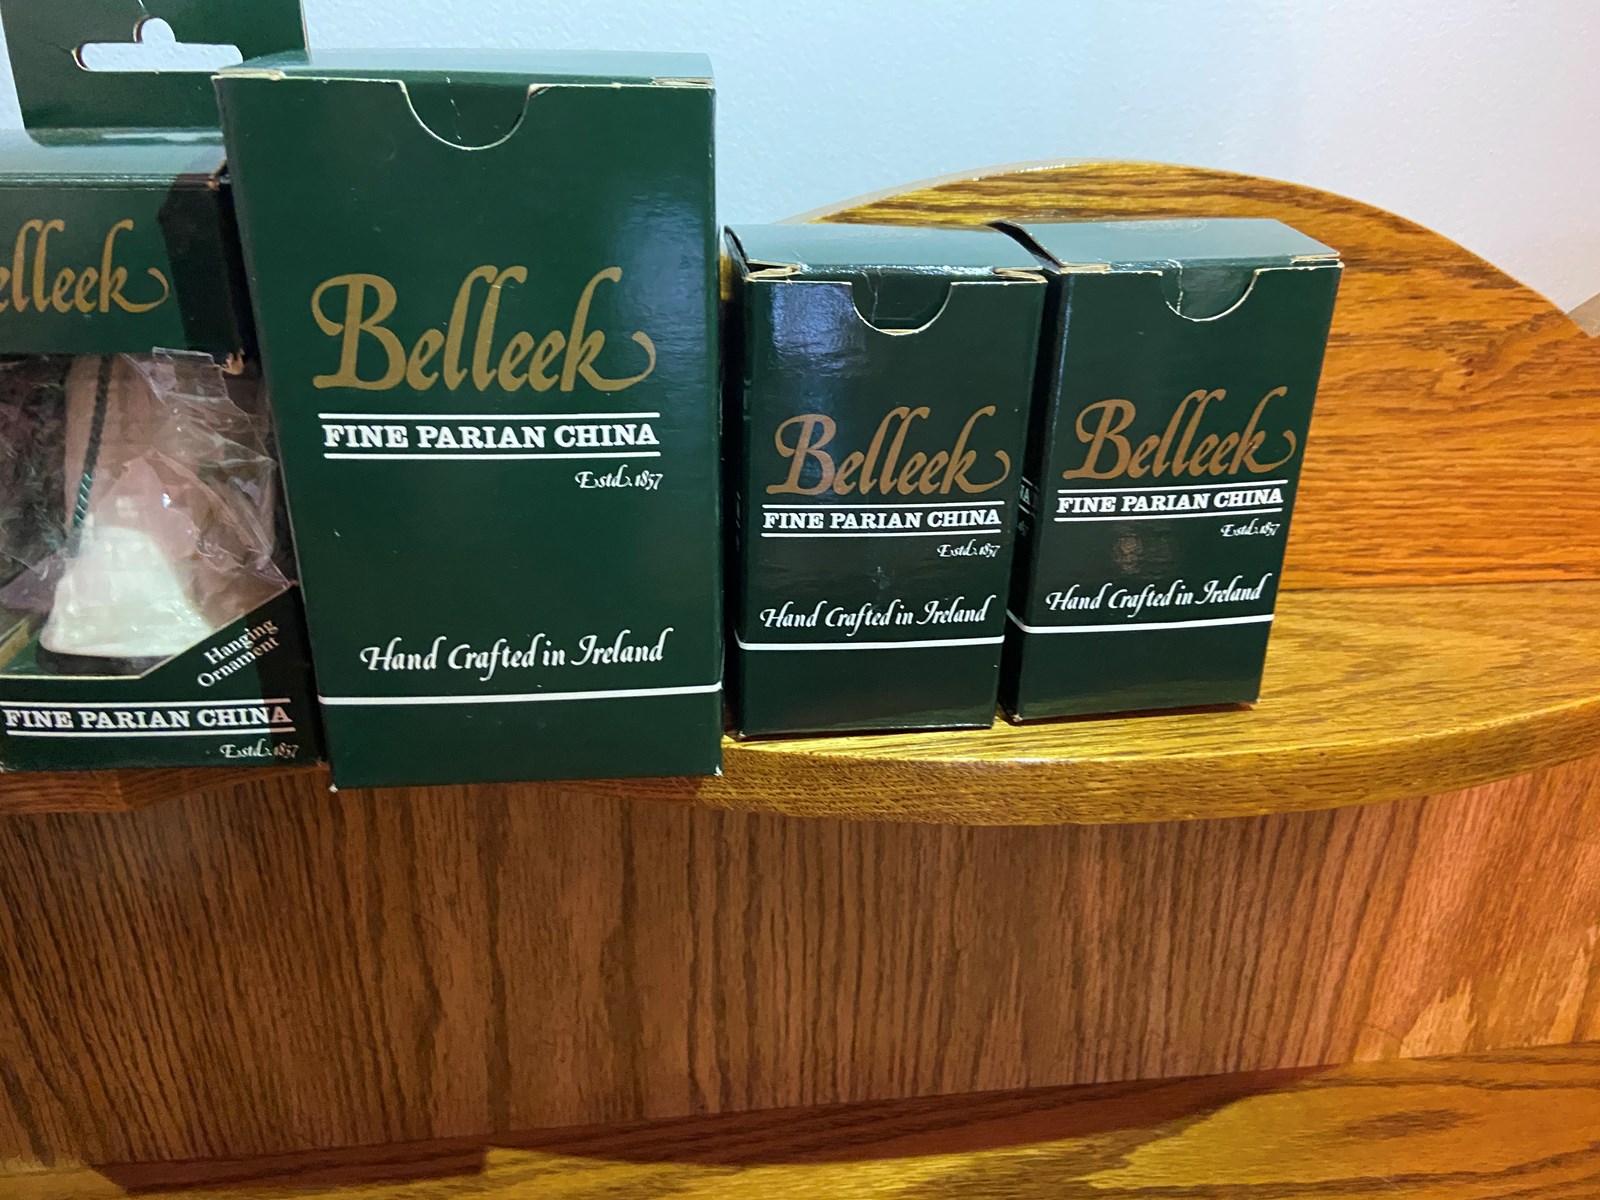 elleek
Hanging
Ornament
FINE PARIAN CHINA
Estd. 1857
Belleek
FINE PARIAN CHINA
Estd. 1857
Hand Crafted in Ireland
Belleek
FINE PARIAN CHINA
Estd. 1857
Hand Crafted in Ireland
Belleek
FINE PARIAN CHINA
Estd. 1857
Hand Crafted in Ireland